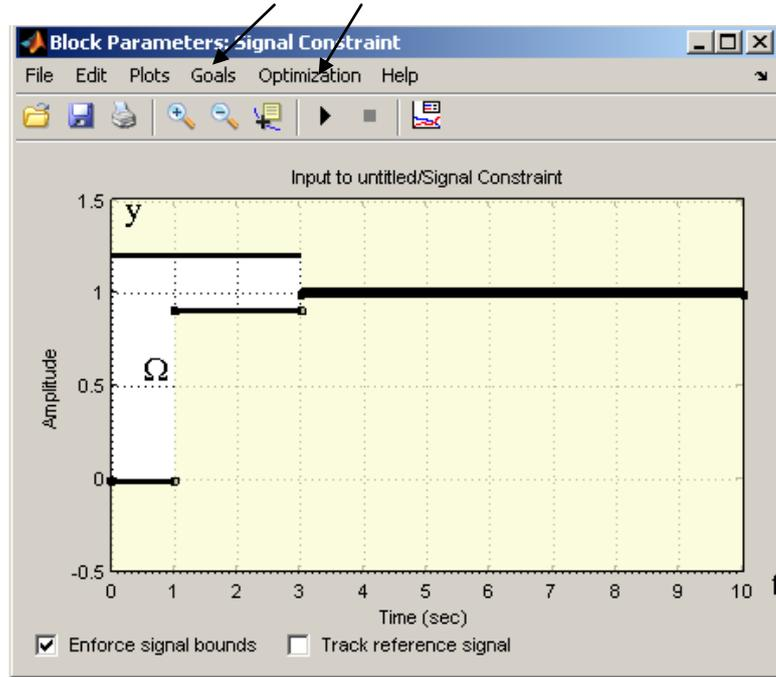 Block Parameters: Signal Constraint
File Edit Plots Goals Optimization Help
Input to untitled/Signal Constraint
1.5
y
1
Ω
Amplitude
0.5
0
-0.5
0 1 2 3 4 5 6 7 8 9 10
t
Time (sec)
Enforce signal bounds Track reference signal